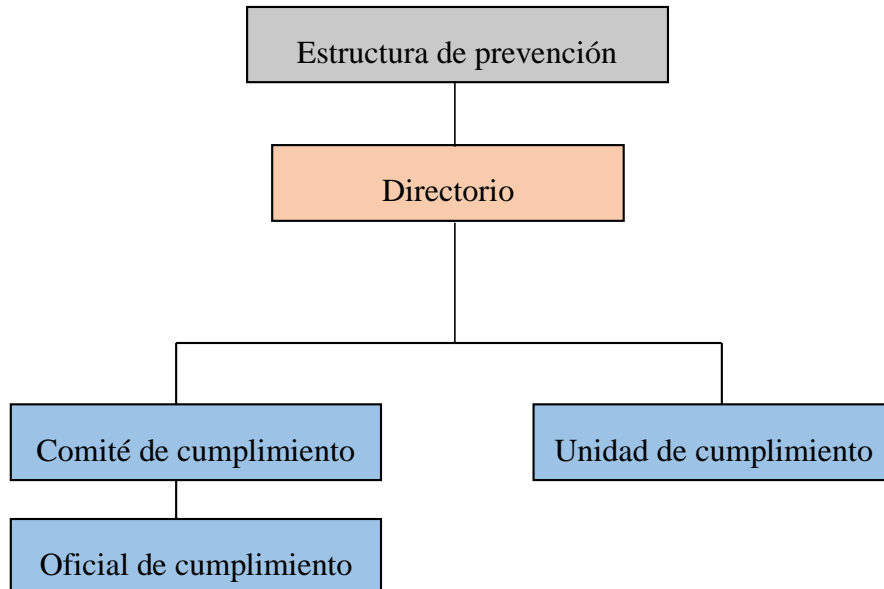 Estructura de prevención
Directorio
Comité de cumplimiento
Unidad de cumplimiento
Oficial de cumplimiento